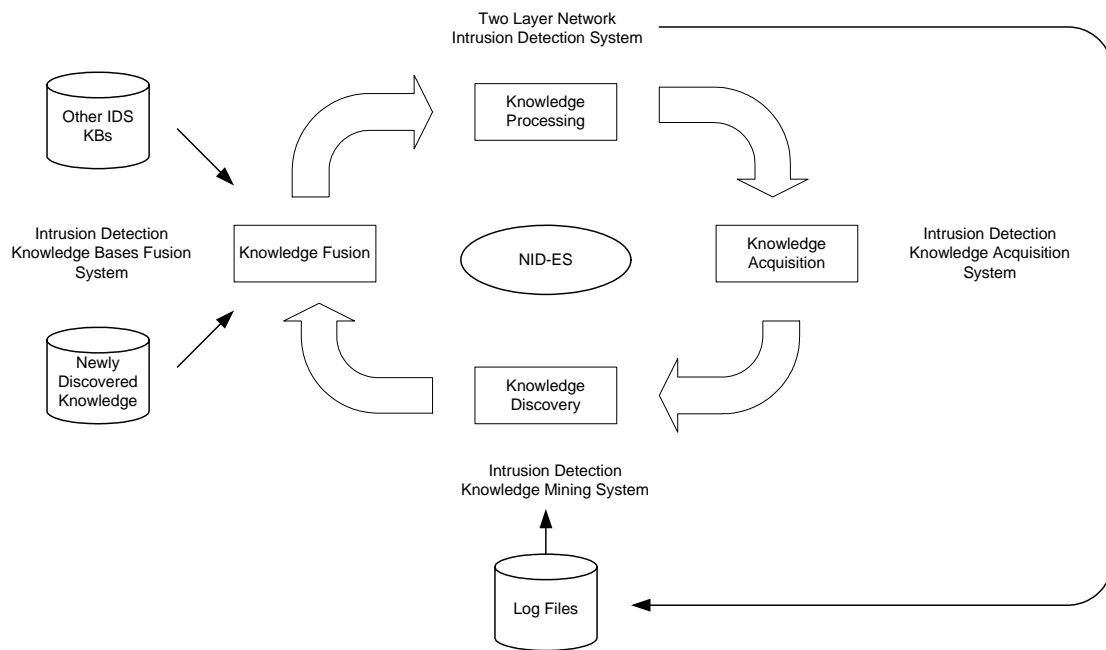 Two Layer Network
Intrusion Detection System
Other IDS
KBs
Knowledge
Processing
Intrusion Detection
Knowledge Bases Fusion
System
Knowledge Fusion
NID-ES
Knowledge
Acquisition
Intrusion Detection
Knowledge Acquisition
System
Newly
Discovered
Knowledge
Knowledge
Discovery
Intrusion Detection
Knowledge Mining System
Log Files